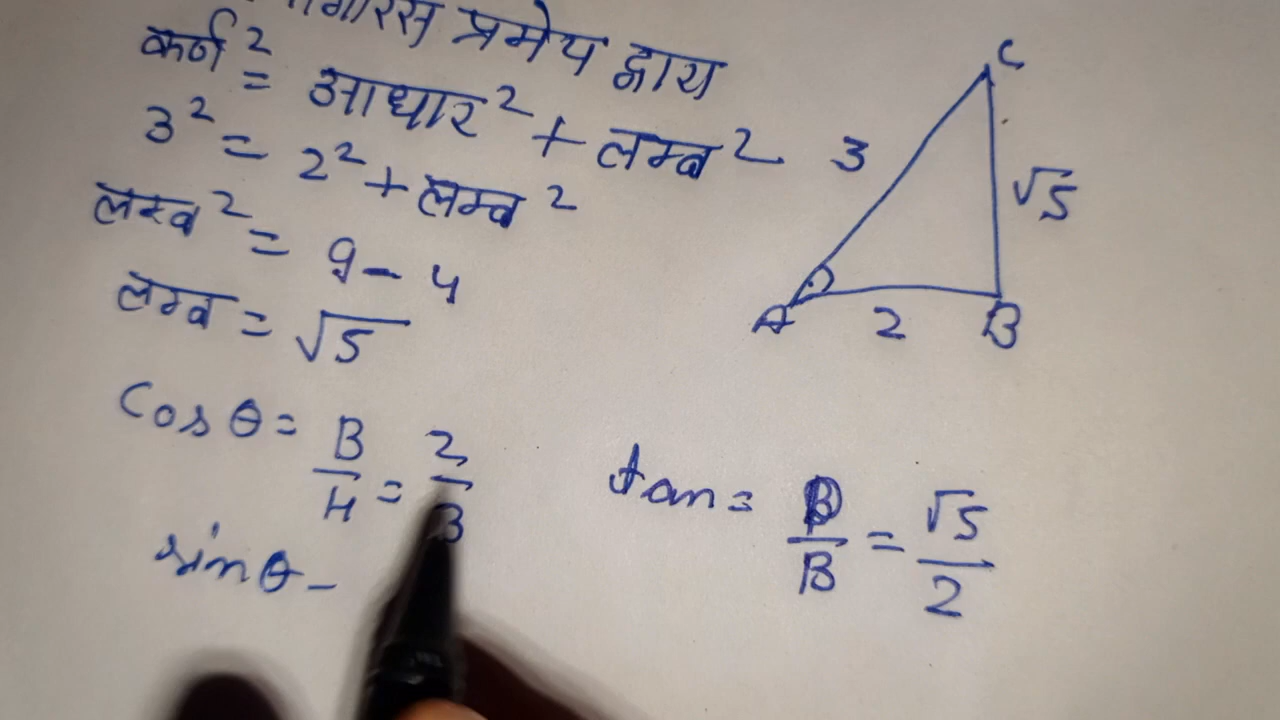 प्रमेय द्वारा
कर्ण² = आधार² + लम्ब²
3² = 2² + लम्ब²
लम्ब² = 9 - 4
लम्ब = √5
cos θ = B/H = 2/3
sin θ -
tan = P/B = √5/2
C
3
√5
A
2
B